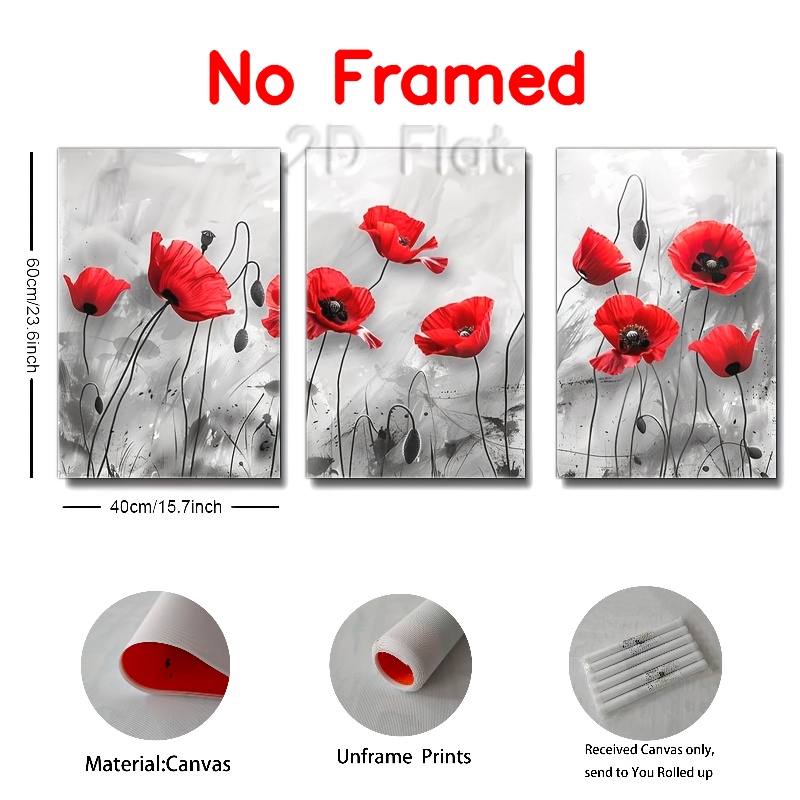 No Framed
2D Flat.
60cm/23.6inch
40cm/15.7inch
Material:Canvas
Unframe Prints
Received Canvas only,
send to You Rolled up